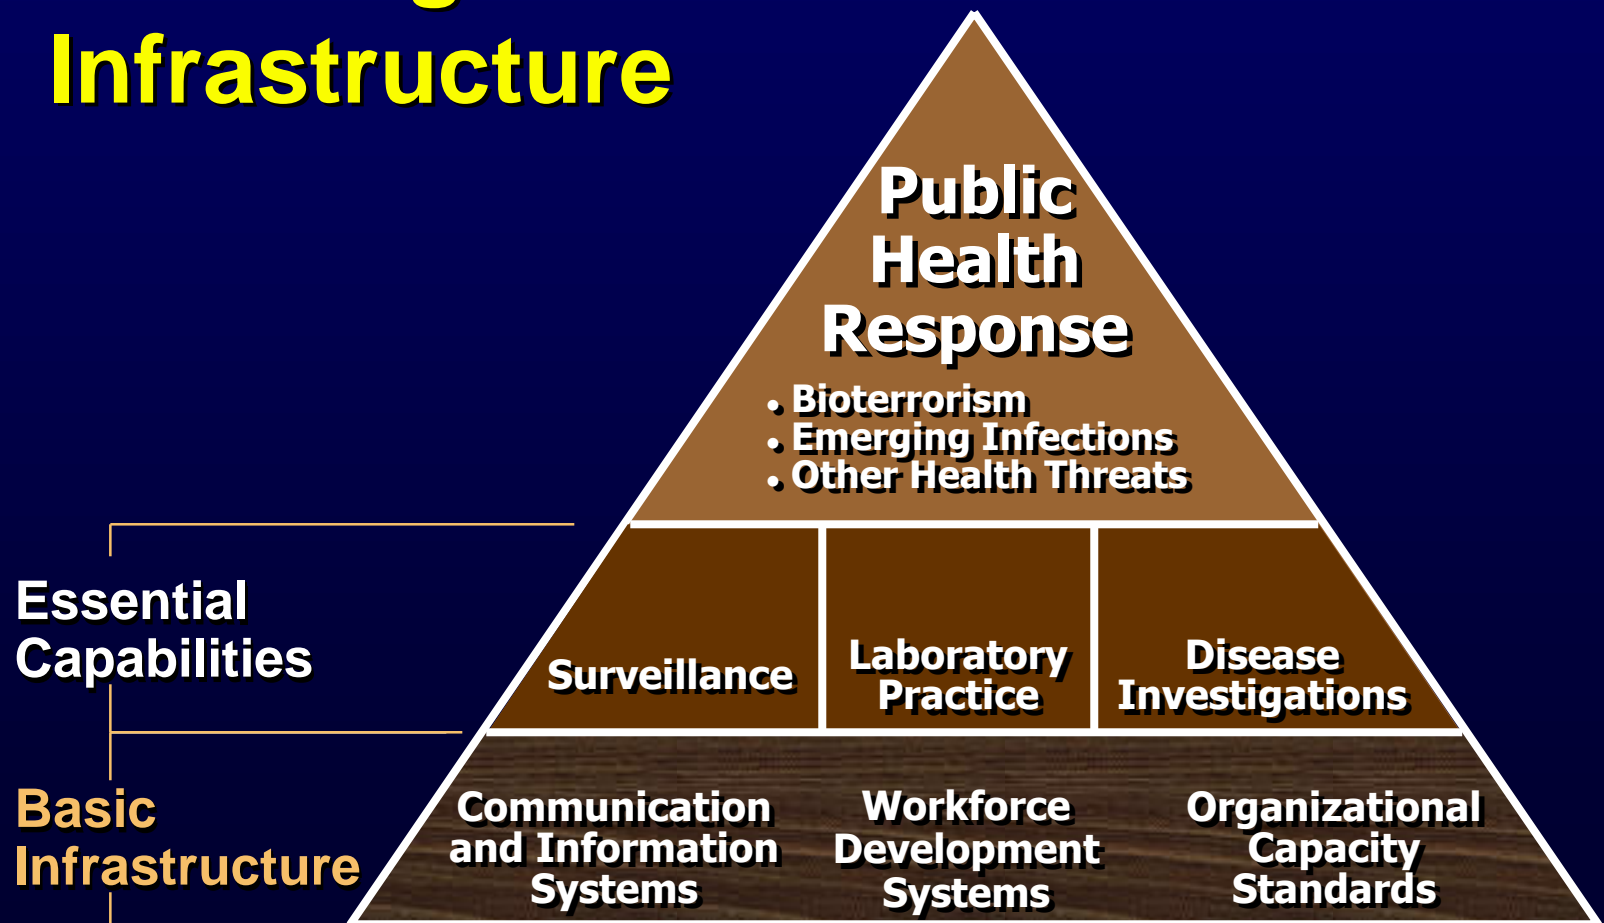 Infrastructure
Public
Health
Response
• Bioterrorism
• Emerging Infections
• Other Health Threats
Essential
Capabilities
Surveillance
Laboratory
Practice
Disease
Investigations
Basic
Infrastructure
Communication
and Information
Systems
Workforce
Development
Systems
Organizational
Capacity
Standards